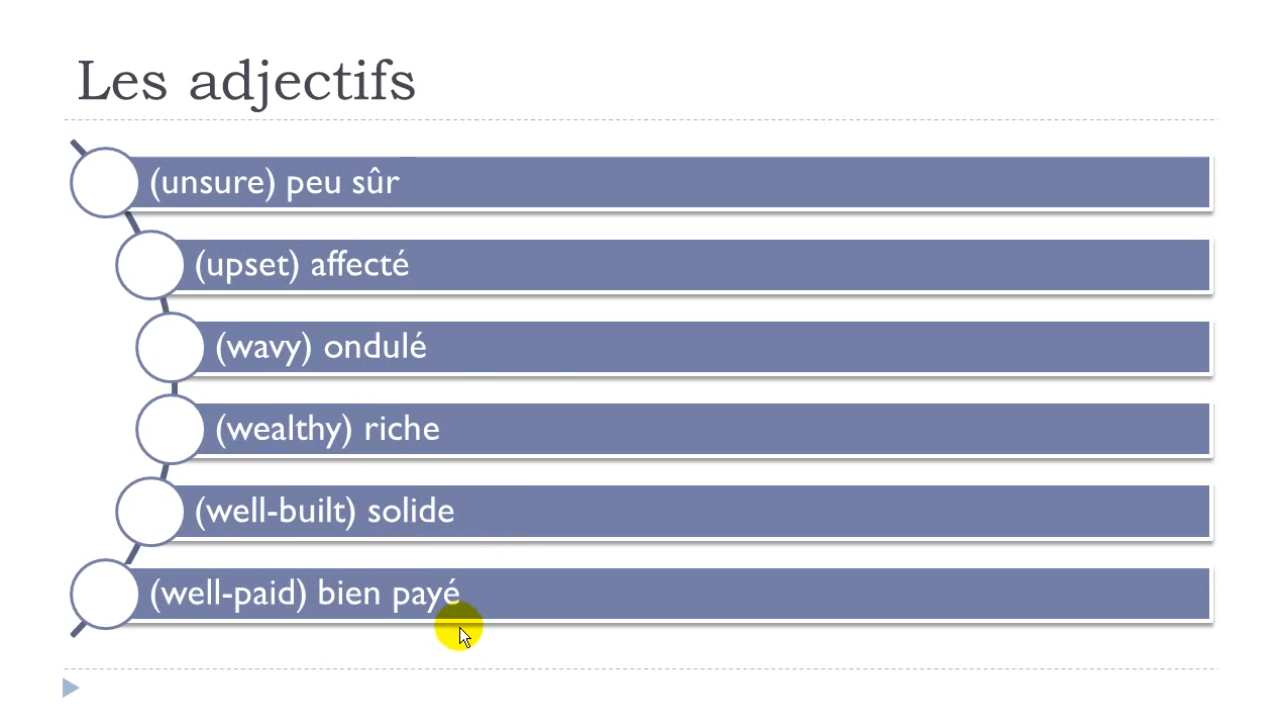 Les adjectifs
(unsure) peu sûr
(upset) affecté
(wavy) ondulé
(wealthy) riche
(well-built) solide
(well-paid) bien payé